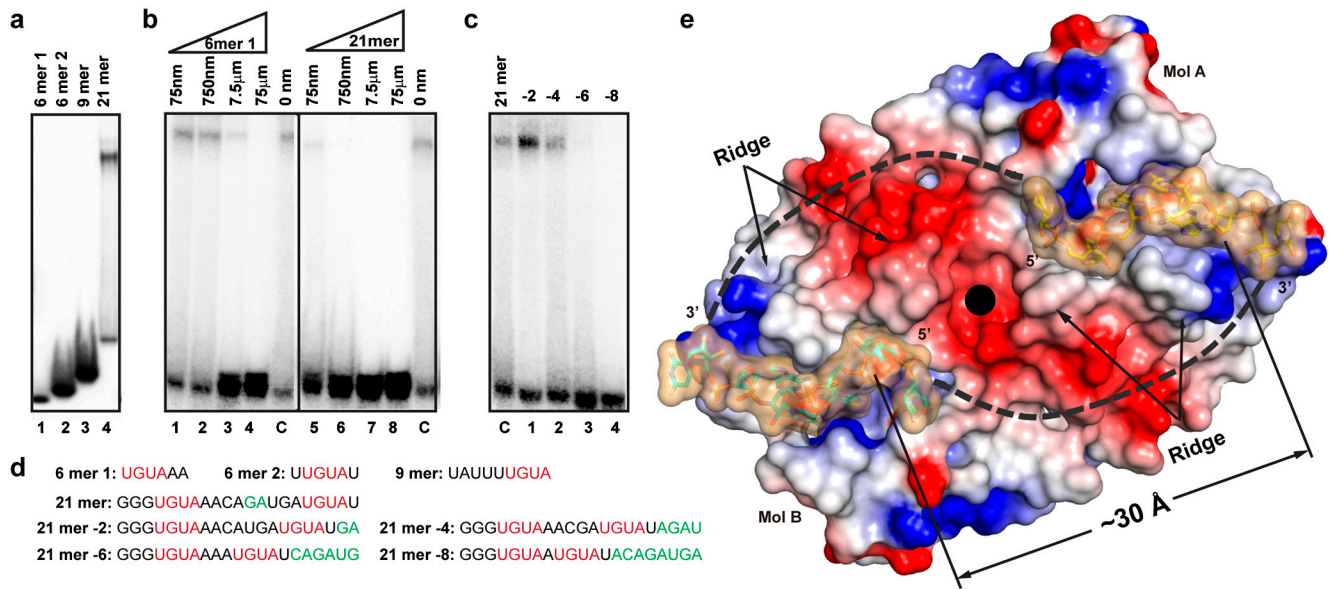 a b c e
6 mer 1
6 mer 2
9 mer
21 mer
6mer 1
21mer
75nm
750nm
7.5μm
75μm
0 nm
75nm
750nm
7.5μm
75μm
0 nm
21 mer
-2 -4 -6 -8
1 2 3 4
1 2 3 4 C 5 6 7 8 C
C 1 2 3 4
Mol A
Ridge
5'
3'
3'
5'
Ridge
Mol B
~30 Å
d
6 mer 1: UGUAAA 6 mer 2: UUGUAU 9 mer: UAUUUUGUA
21 mer: GGGUGUAAACAGAUGAUGUAU
21 mer -2: GGGUGUAAACAUGAUGUAUGA 21 mer -4: GGGUGUAAACGAUGUAUAGAU
21 mer -6: GGGUGUAAAAUGUAUCAGAUG 21 mer -8: GGGUGUAAUGUAUACAGAUGA